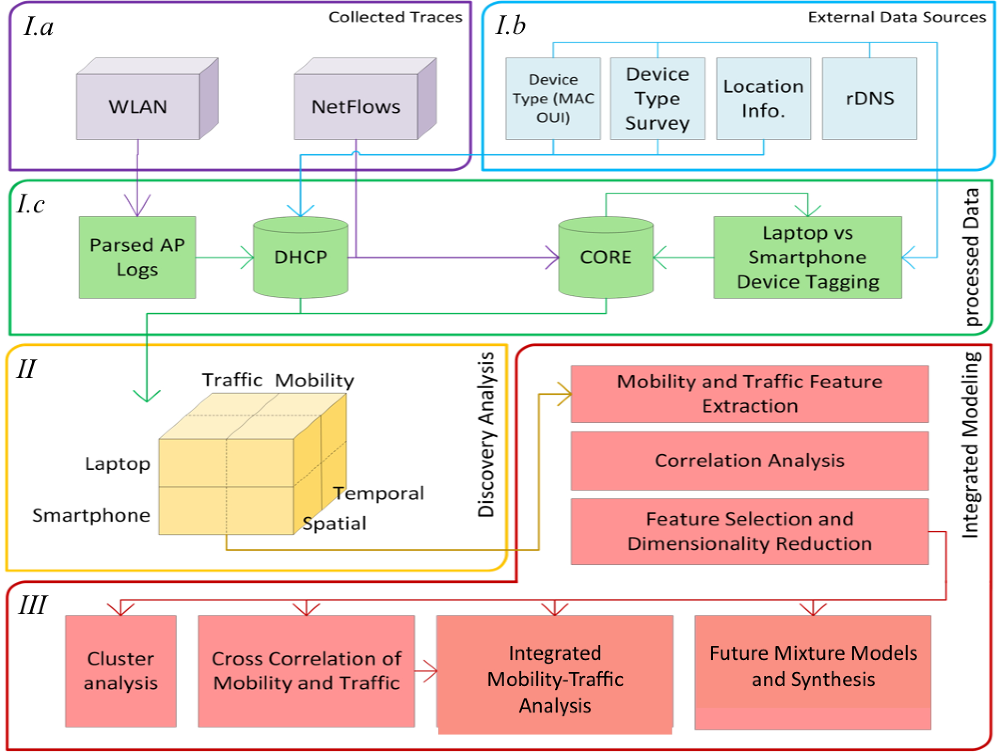 I.a
Collected Traces
WLAN
NetFlows
I.b
External Data Sources
Device
Type (MAC
OUI)
Device
Type
Survey
Location
Info.
rDNS
I.c
processed Data
Parsed AP
Logs
DHCP
CORE
Laptop vs
Smartphone
Device Tagging
II
Discovery Analysis
Traffic Mobility
Laptop
Smartphone
Temporal
Spatial
Integrated Modeling
Mobility and Traffic Feature
Extraction
Correlation Analysis
Feature Selection and
Dimensionality Reduction
III
Cluster
analysis
Cross Correlation of
Mobility and Traffic
Integrated
Mobility-Traffic
Analysis
Future Mixture Models
and Synthesis